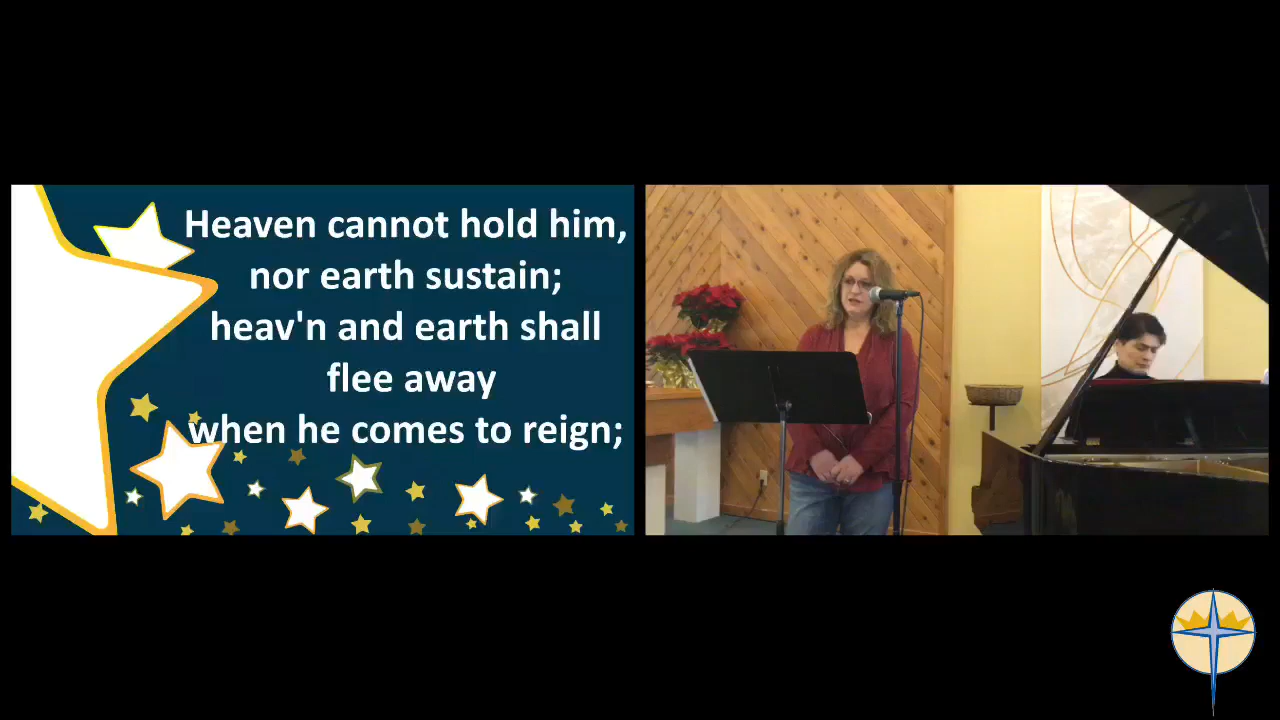 Heaven cannot hold him,
nor earth sustain;
heav'n and earth shall
flee away
when he comes to reign;